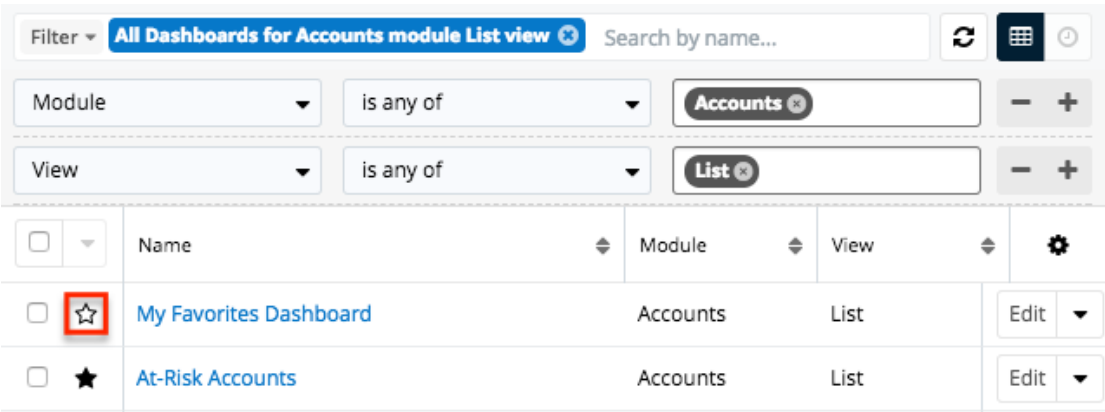 Filter All Dashboards for Accounts module List view Search by name...
Module is any of Accounts
View is any of List
Name Module View
My Favorites Dashboard Accounts List Edit
At-Risk Accounts Accounts List Edit